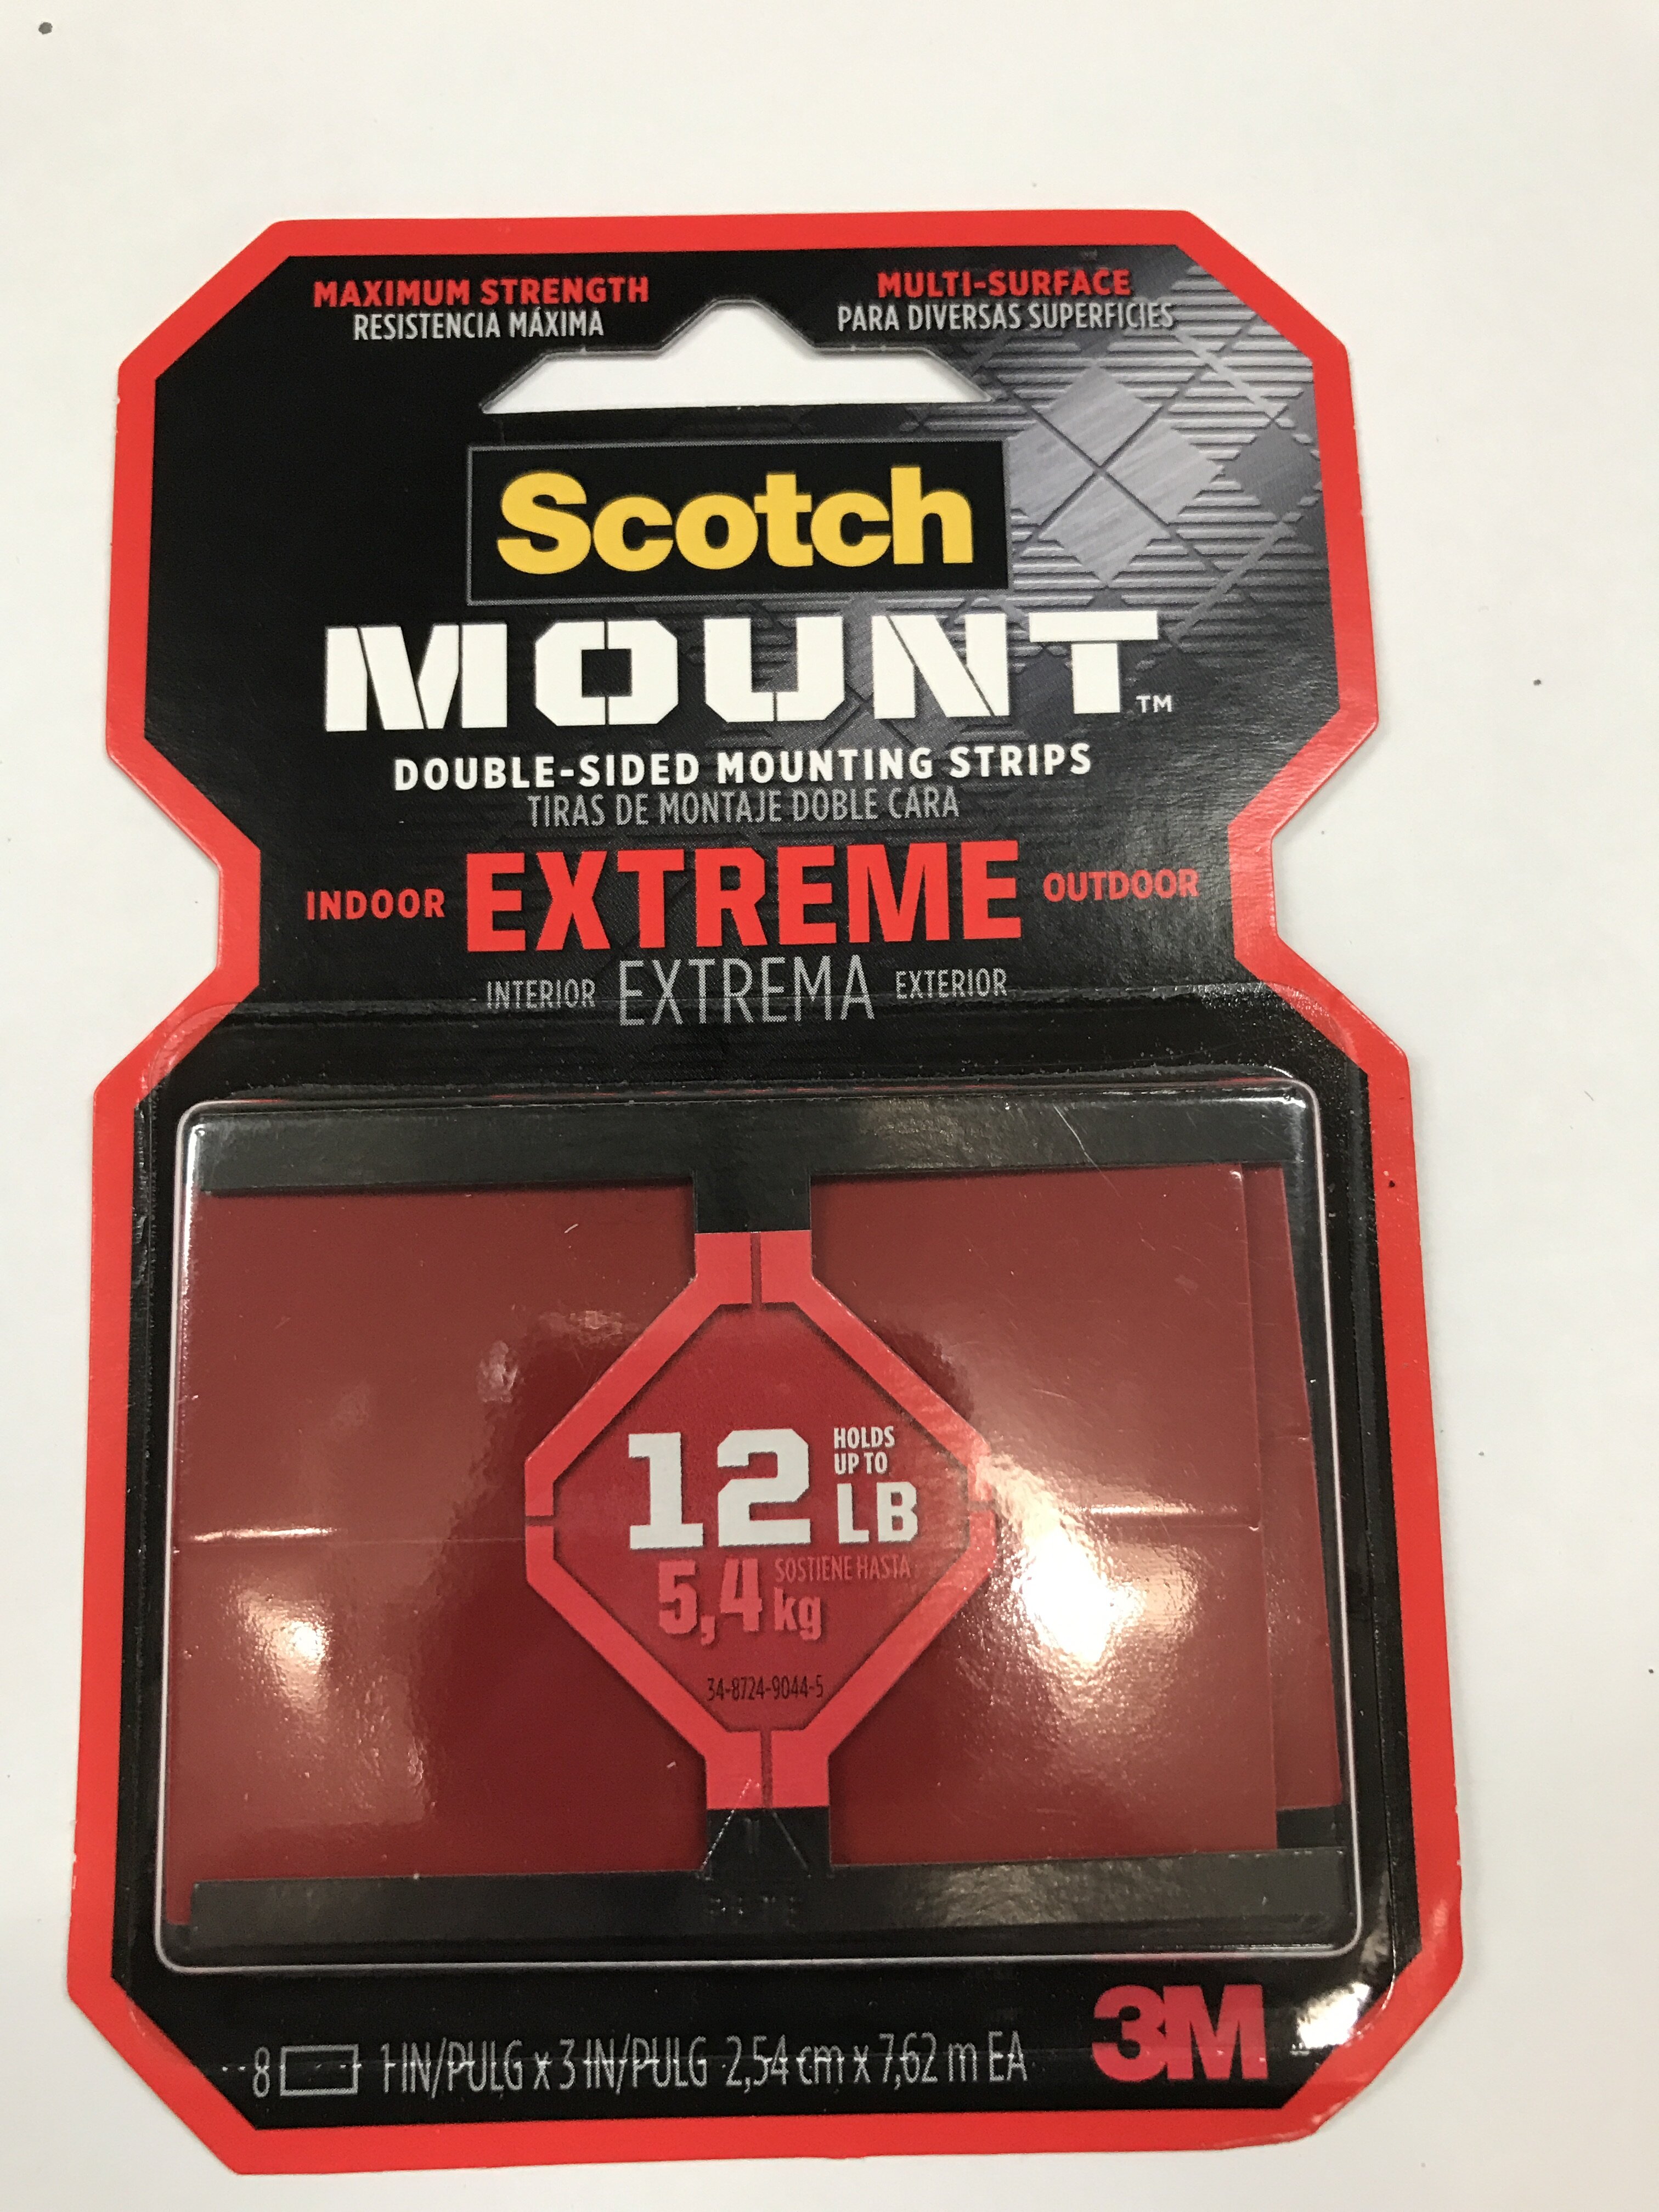 MAXIMUM STRENGTH
RESISTENCIA MÁXIMA
MULTI-SURFACE
PARA DIVERSAS SUPERFICIES
Scotch
MOUNT™
DOUBLE-SIDED MOUNTING STRIPS
TIRAS DE MONTAJE DOBLE CARA
INDOOR EXTREME OUTDOOR
INTERIOR EXTREMA EXTERIOR
12 HOLDS UP TO LB
5,4 kg SOSTIENE HASTA
34-8724-9044-5
8 1 IN/PULG x 3 IN/PULG 2,54 cm x 7,62 m EA
3M